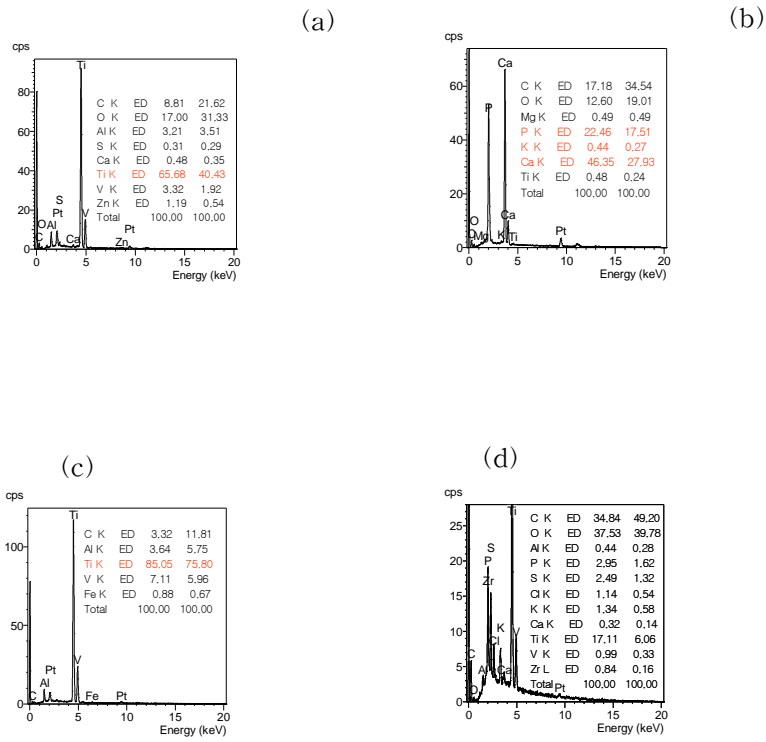 (a)
cps
80
60
40
20
0
0
5
10
15
20
Energy (keV)
Ti
S
Pt
O
Al
C
Ca
V
Zn
Pt
C K ED 8.81 21.62
O K ED 17.00 31.33
Al K ED 3.21 3.51
S K ED 0.31 0.29
Ca K ED 0.48 0.35
Ti K ED 65.68 40.43
V K ED 3.32 1.92
Zn K ED 1.19 0.54
Total 100.00 100.00
(b)
cps
60
40
20
0
0
5
10
15
20
Energy (keV)
Ca
P
O
C
Mg
K
Ca
Ti
Pt
C K ED 17.18 34.54
O K ED 12.60 19.01
Mg K ED 0.49 0.49
P K ED 22.46 17.51
K K ED 0.44 0.27
Ca K ED 46.35 27.93
Ti K ED 0.48 0.24
Total 100.00 100.00
(c)
cps
100
50
0
0
5
10
15
20
Energy (keV)
Ti
Pt
Al
C
V
Fe
Pt
C K ED 3.32 11.81
Al K ED 3.64 5.75
Ti K ED 85.05 75.80
V K ED 7.11 5.96
Fe K ED 0.88 0.67
Total 100.00 100.00
(d)
cps
25
20
15
10
5
0
0
5
10
15
20
Energy (keV)
Ti
S
P
Zr
K
Cl
V
C
O
Al
Ca
Pt
C K ED 34.84 49.20
O K ED 37.53 39.78
Al K ED 0.44 0.28
P K ED 2.95 1.62
S K ED 2.49 1.32
Cl K ED 1.14 0.54
K K ED 1.34 0.58
Ca K ED 0.32 0.14
Ti K ED 17.11 6.06
V K ED 0.99 0.33
Zr L ED 0.84 0.16
Total 100.00 100.00